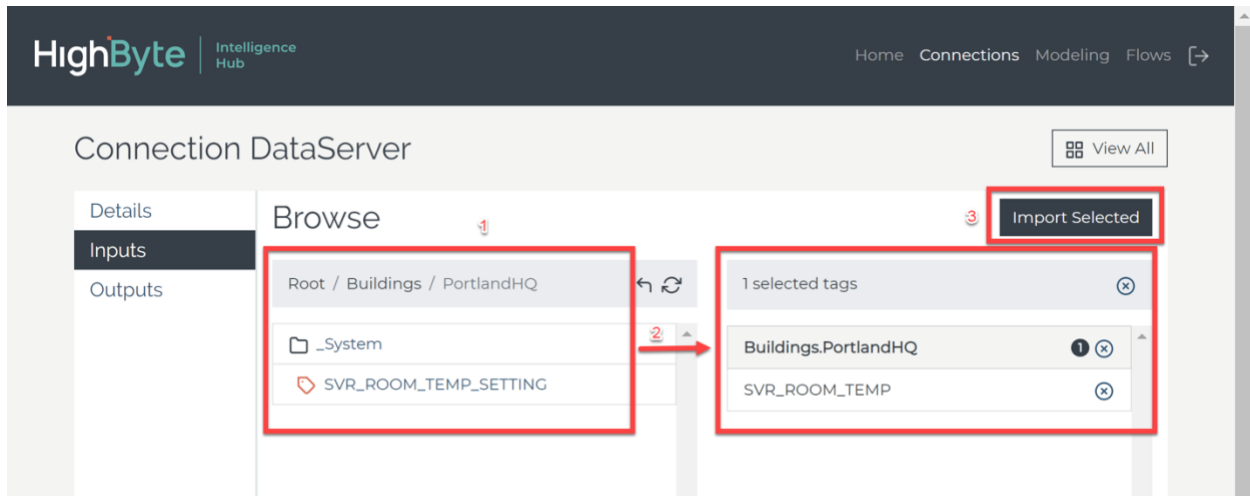 HighByte Intelligence Hub
Home Connections Modeling Flows
Connection DataServer
View All
Details
Inputs
Outputs
Browse
1
3
Import Selected
Root / Buildings / PortlandHQ
1 selected tags
_System
2
Buildings.PortlandHQ
1
SVR_ROOM_TEMP_SETTING
SVR_ROOM_TEMP